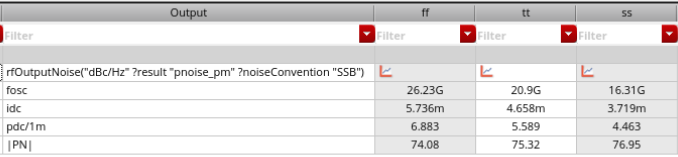 Output ff tt ss
Filter Filter Filter Filter
rfOutputNoise("dBc/Hz" ?result "pnoise_pm" ?noiseConvention "SSB")
fosc 26.23G 20.9G 16.31G
idc 5.736m 4.658m 3.719m
pdc/1m 6.883 5.589 4.463
|PN| 74.08 75.32 76.95